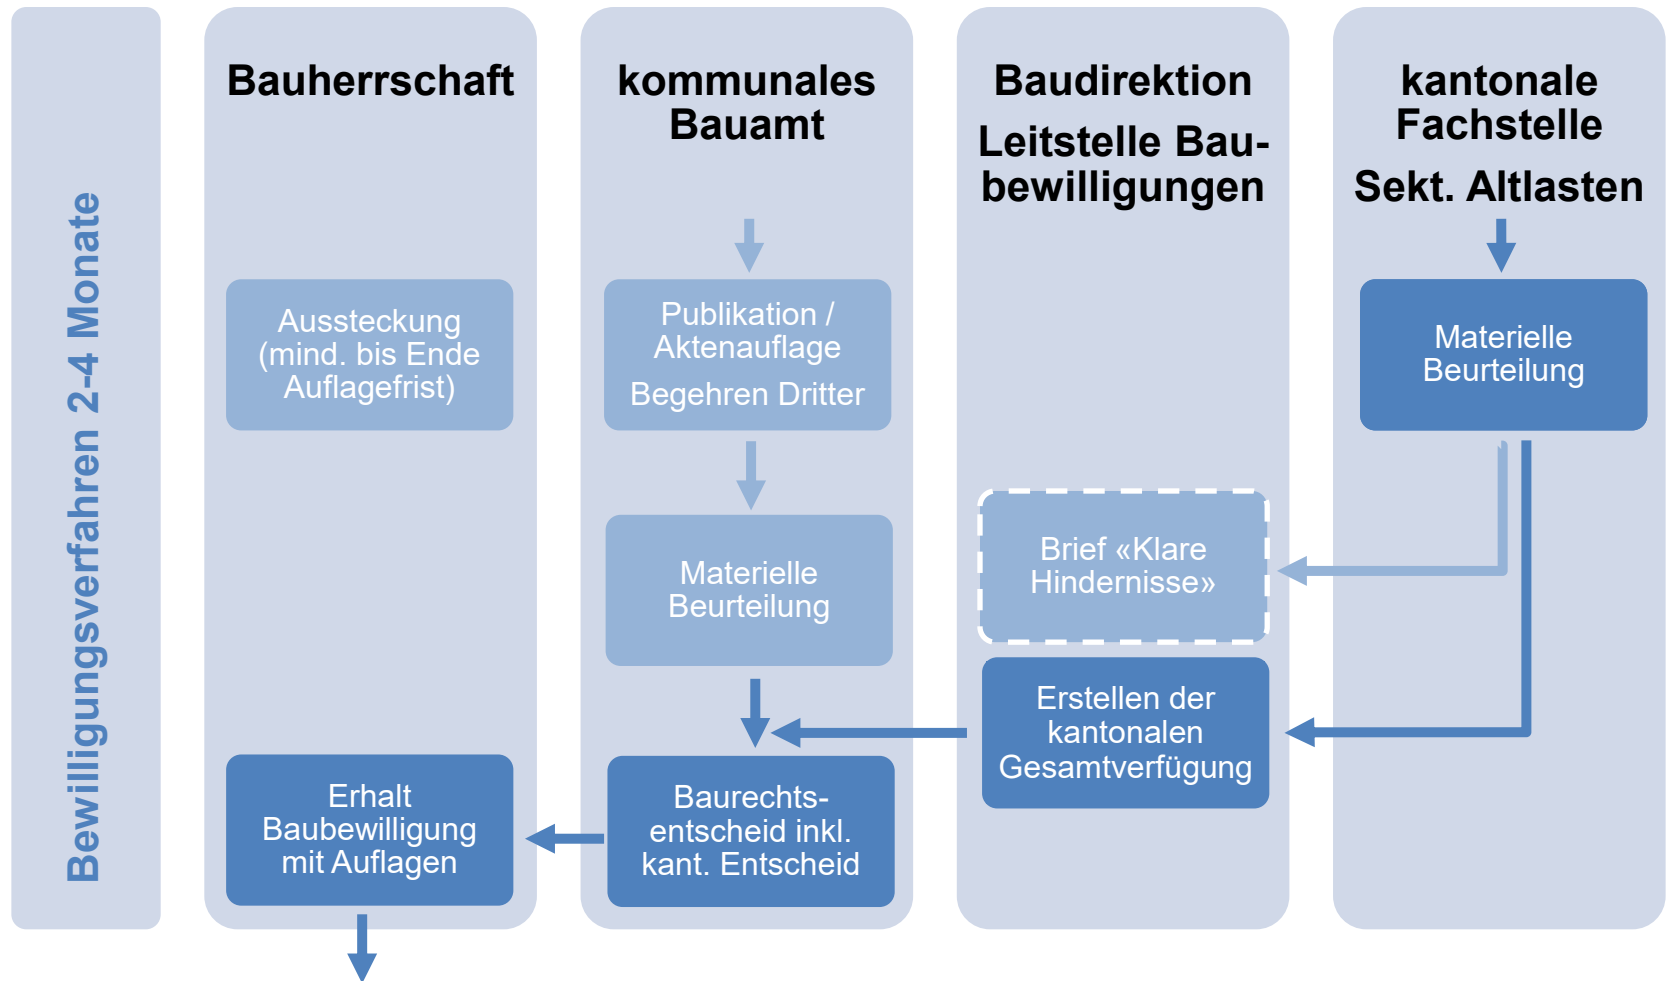 Bewilligungsverfahren 2-4 Monate
Bauherrschaft
kommunales
Bauamt
Baudirektion
Leitstelle Bau-
bewilligungen
kantonale
Fachstelle
Sekt. Altlasten
Aussteckung
(mind. bis Ende
Auflagefrist)
Publikation /
Aktenauflage
Begehren Dritter
Materielle
Beurteilung
Brief «Klare
Hindernisse»
Materielle
Beurteilung
Erstellen der
kantonalen
Gesamtverfügung
Erhalt
Baubewilligung
mit Auflagen
Baurechts-
entscheid inkl.
kant. Entscheid